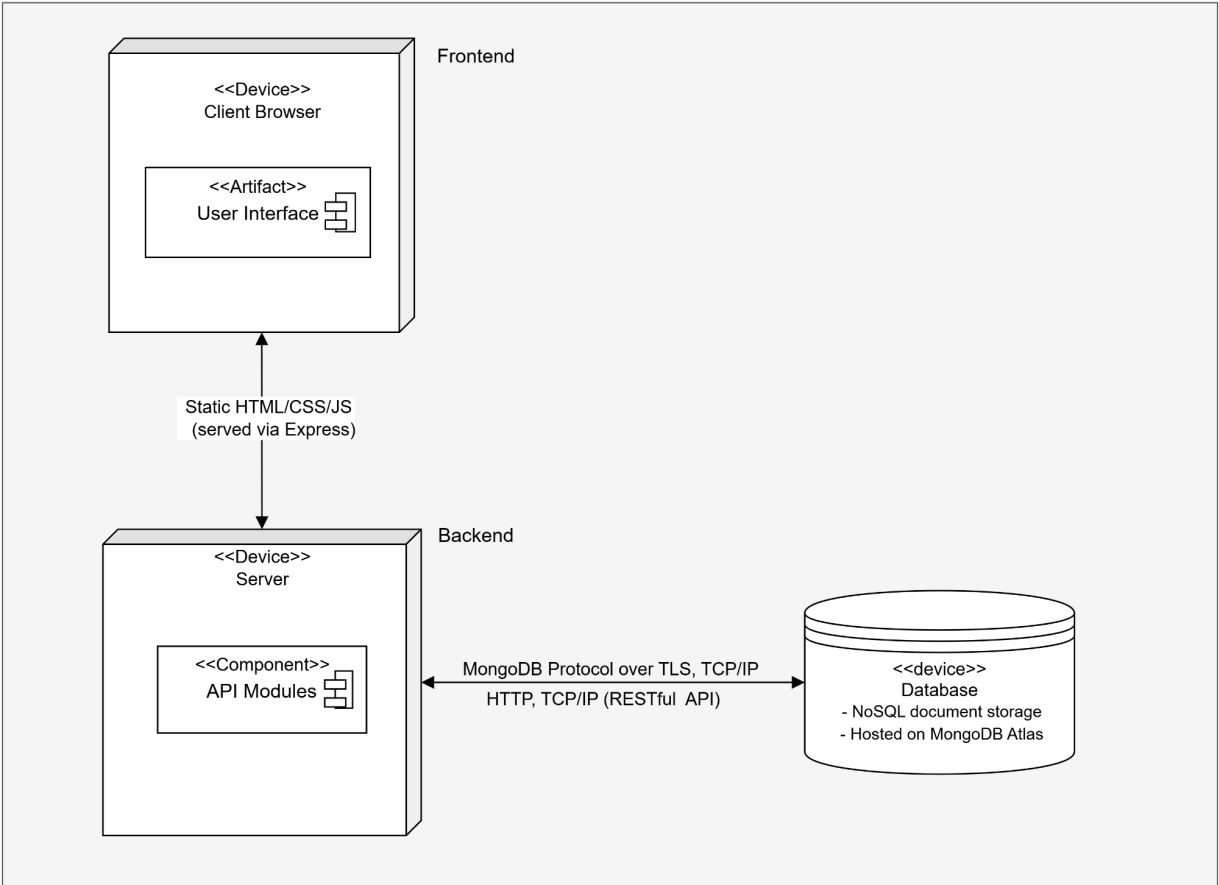 Frontend
<<Device>>
Client Browser
<<Artifact>>
User Interface
Static HTML/CSS/JS
(served via Express)
Backend
<<Device>>
Server
<<Component>>
API Modules
MongoDB Protocol over TLS, TCP/IP
HTTP, TCP/IP (RESTful API)
<<device>>
Database
- NoSQL document storage
- Hosted on MongoDB Atlas